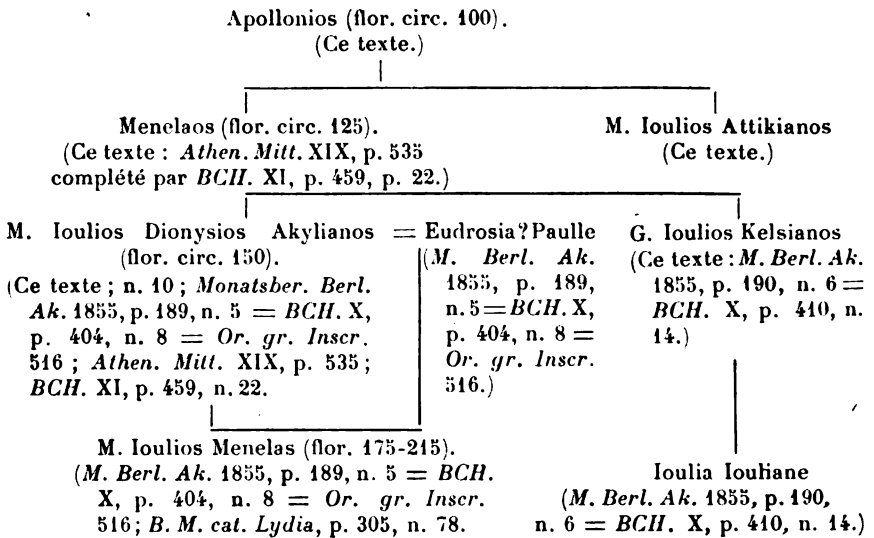 Apollonios (flor. circ. 100).
(Ce texte.)
Menelaos (flor. circ. 125).
(Ce texte : Athen. Mitt. XIX, p. 535
complété par BCH. XI, p. 459, p. 22.)
M. Ioulios Attikianos
(Ce texte.)
M. Ioulios Dionysios Akylianos
(flor. circ. 150).
(Ce texte ; n. 10 ; Monatsber. Berl.
Ak. 1855, p. 189, n. 5 = BCH. X,
p. 404, n. 8 = Or. gr. Inscr.
516 ; Athen. Mitt. XIX, p. 535 ;
BCH. XI, p. 459, n. 22.
= Eudrosia? Paulle
(M. Berl. Ak.
1855, p. 189,
n. 5 = BCH. X,
p. 404, n. 8 =
Or. gr. Inscr.
516.)
G. Ioulios Kelsianos
(Ce texte : M. Berl. Ak.
1855, p. 190, n. 6 =
BCH. X, p. 410, n.
14.)
M. Ioulios Menelas (flor. 175-215).
(M. Berl. Ak. 1855, p. 189, n. 5 = BCH.
X, p. 404, n. 8 = Or. gr. Inscr.
516 ; B. M. cat. Lydia, p. 305, n. 78.
Ioulia Iouliane
(M. Berl. Ak. 1855, p. 190,
n. 6 = BCH. X, p. 410, n. 14.)